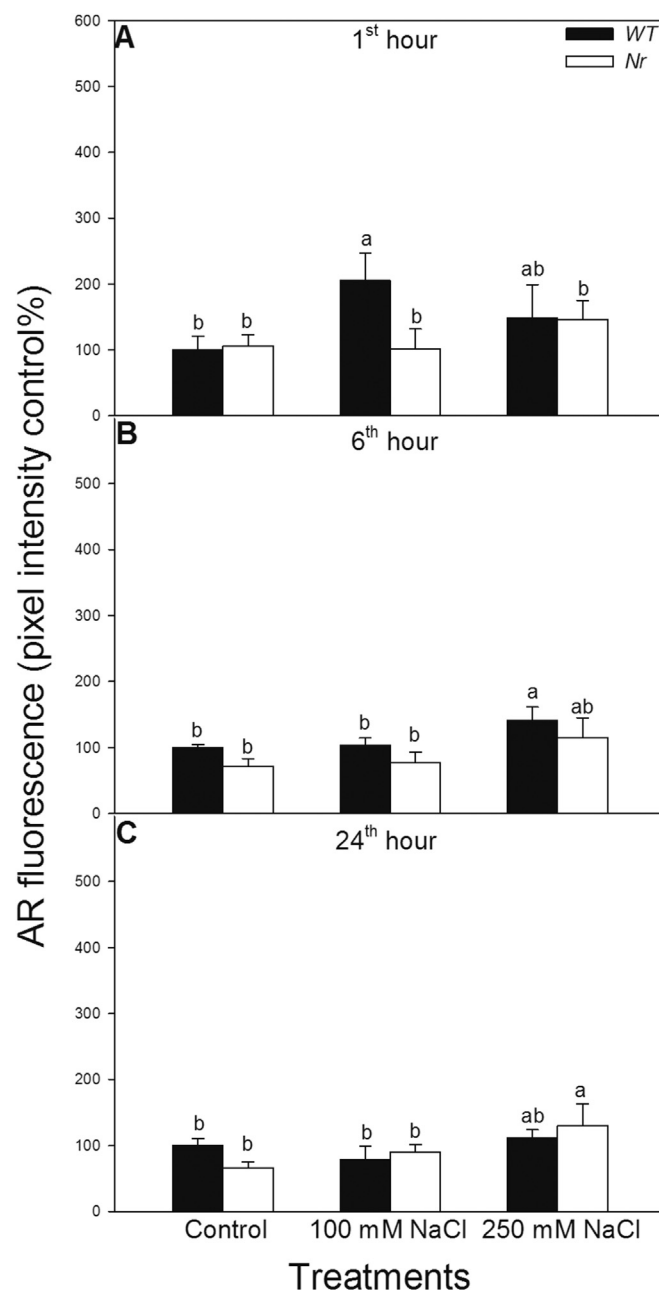 A
1st hour
WT
Nr
600
500
400
300
200
100
0
b
b
a
b
ab
b
B
6th hour
500
400
300
200
100
0
b
b
b
b
a
ab
C
24th hour
500
400
300
200
100
0
b
b
b
b
ab
a
Control
100 mM NaCl
250 mM NaCl
Treatments
AR fluorescence (pixel intensity control%)